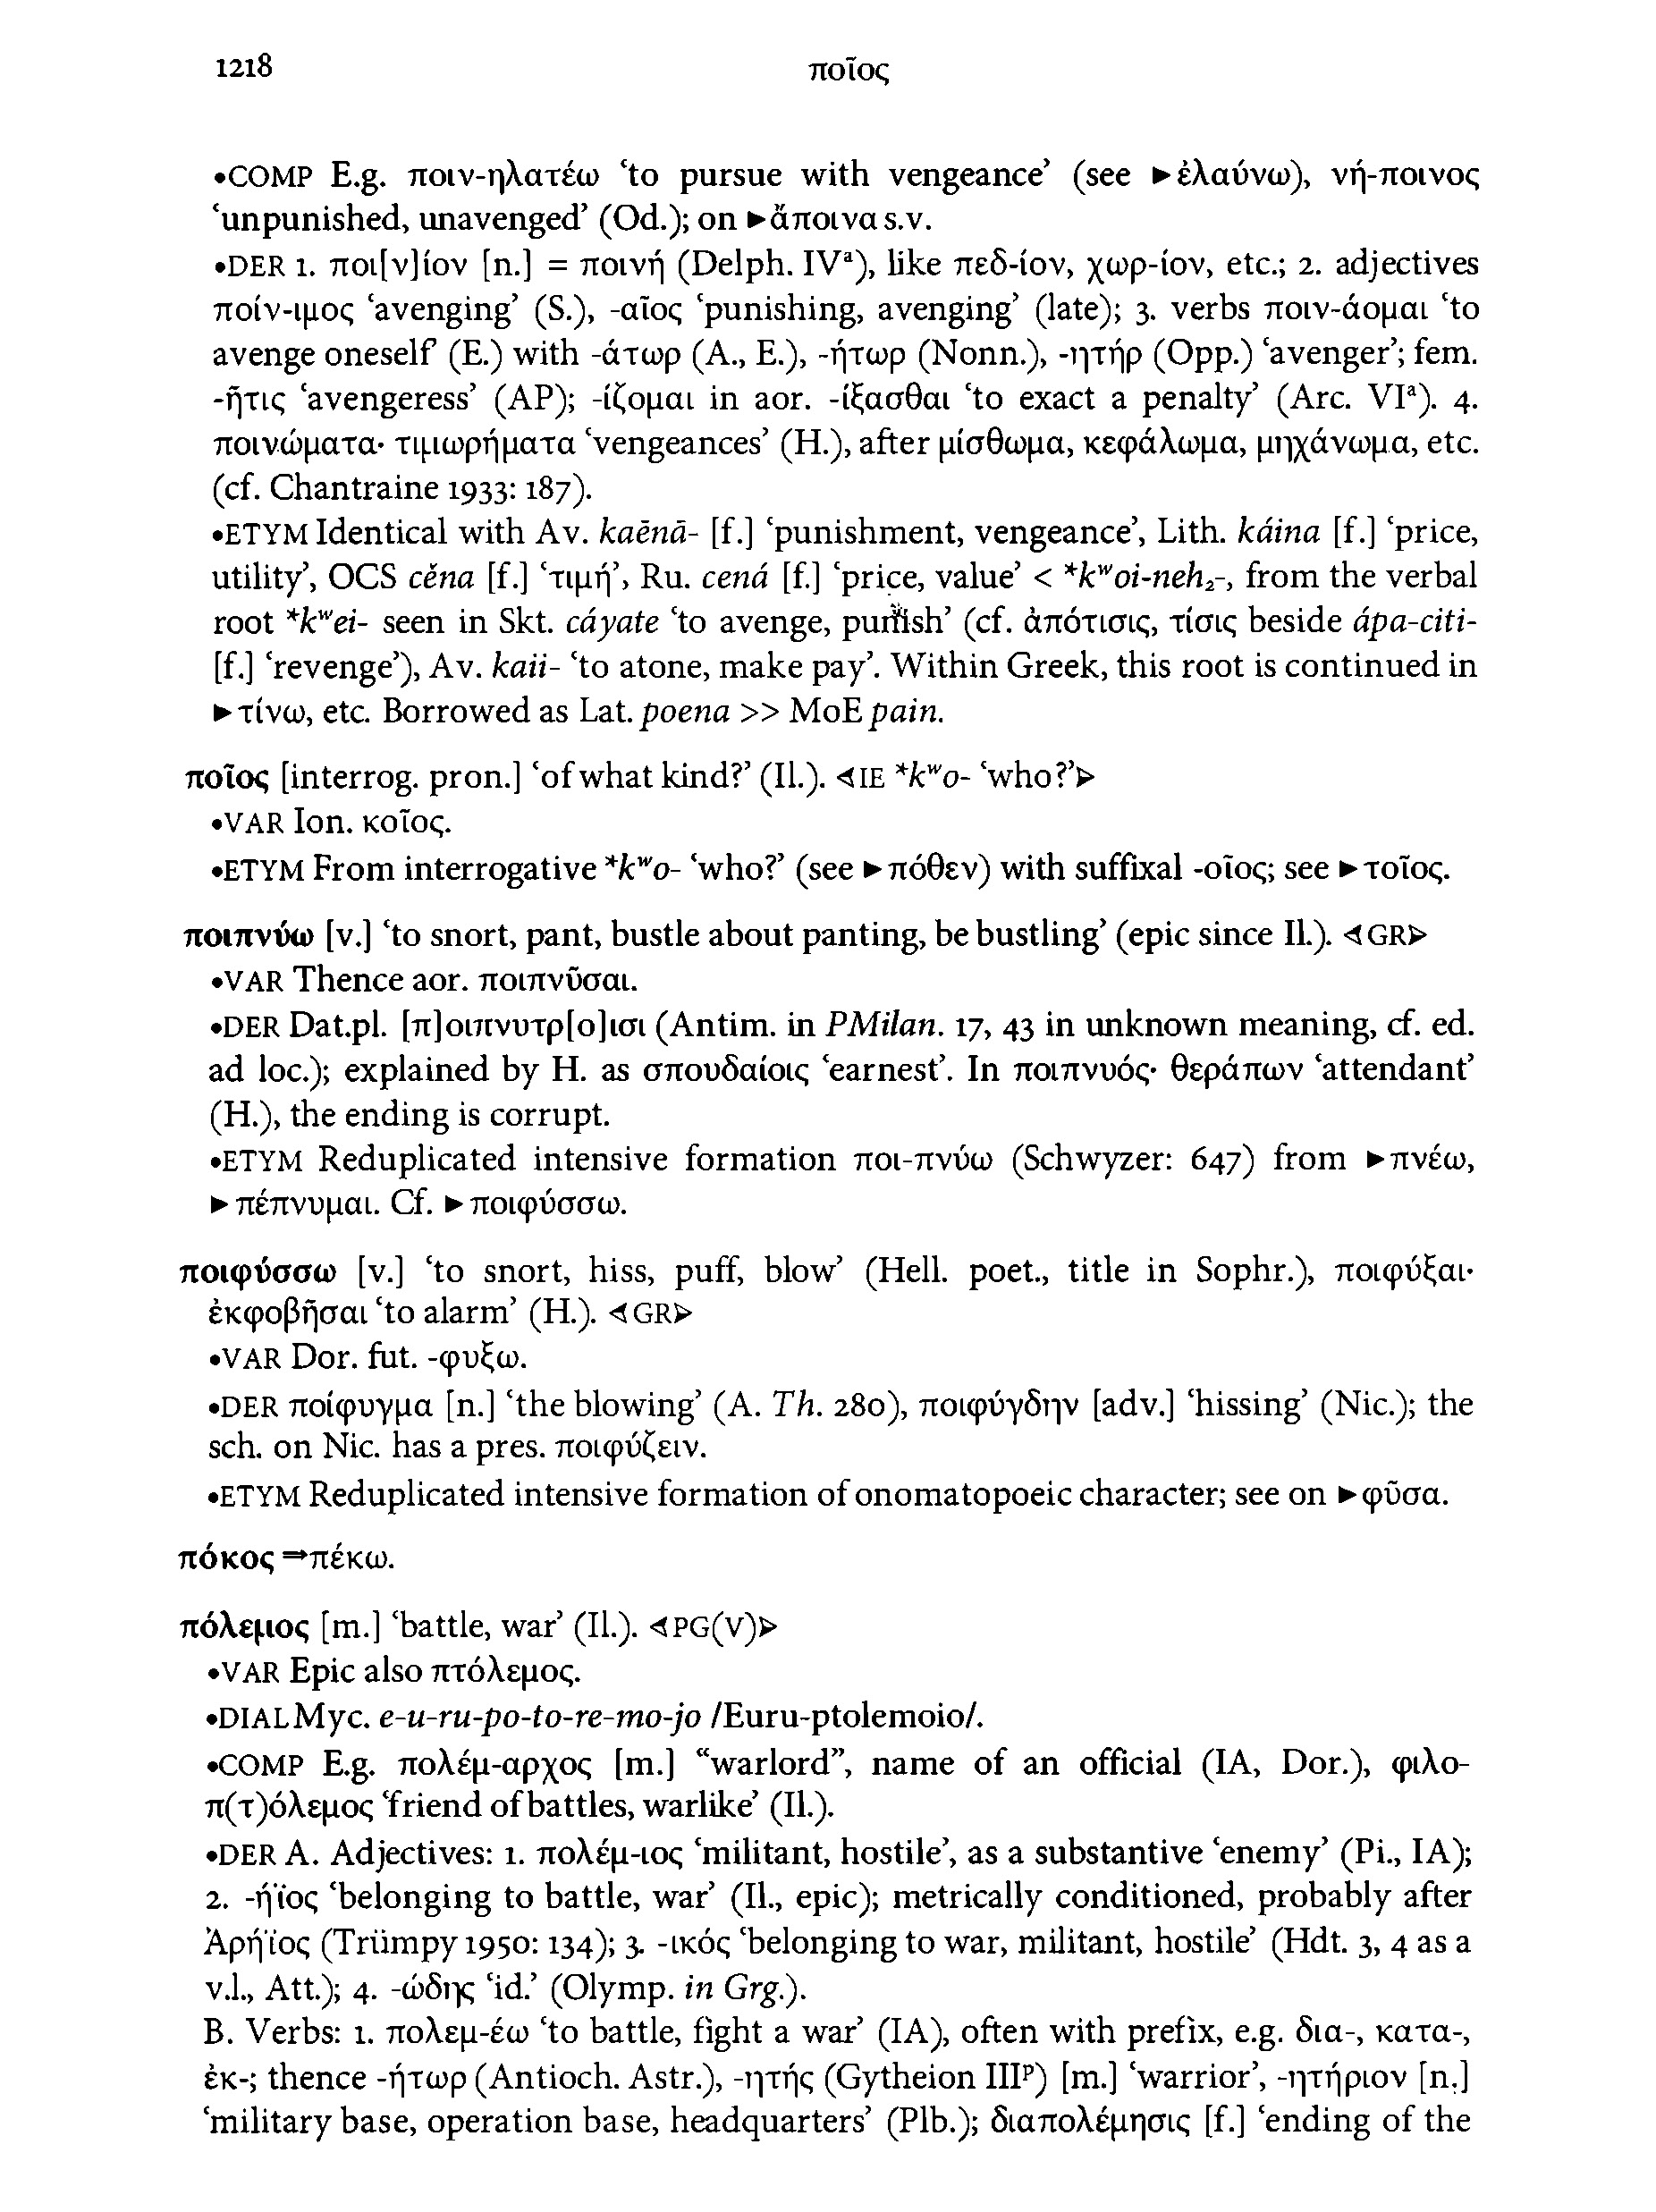 1218
ποῖος
•COMP E.g. ποιν-ηλατέω ‘to pursue with vengeance’ (see ►ἐλαύνω), νή-ποινος
‘unpunished, unavenged’ (Od.); on ►ἄποινα s.v.
•DER 1. ποι[ν]ίον [n.] = ποινή (Delph. IVᵃ), like πεδ-ίον, χωρ-ίον, etc.; 2. adjectives
ποίν-ιμος ‘avenging’ (S.), -αῖος ‘punishing, avenging’ (late); 3. verbs ποιν-άομαι ‘to
avenge oneself’ (E.) with -άτωρ (A., E.), -ήτωρ (Nonn.), -ητήρ (Opp.) ‘avenger’; fem.
-ῆτις ‘avengeress’ (AP); -ίζομαι in aor. -ίξασθαι ‘to exact a penalty’ (Arc. VIᵃ). 4.
ποινώματα· τιμωρήματα ‘vengeances’ (H.), after μίσθωμα, κεφάλωμα, μηχάνωμα, etc.
(cf. Chantraine 1933: 187).
•ETYM Identical with Av. kaēnā- [f.] ‘punishment, vengeance’, Lith. káina [f.] ‘price,
utility’, OCS cěna [f.] ‘τιμή’, Ru. cená [f.] ‘price, value’ < *kʷoi-neh₂-, from the verbal
root *kʷei- seen in Skt. cáyate ‘to avenge, punish’ (cf. ἀπότισις, τίσις beside ápa-citi-
[f.] ‘revenge’), Av. kaii- ‘to atone, make pay’. Within Greek, this root is continued in
►τίνω, etc. Borrowed as Lat. poena >> MoE pain.
ποῖος [interrog. pron.] ‘of what kind?’ (Il.). ⊲IE *kʷo- ‘who?’⊳
•VAR Ion. κοῖος.
•ETYM From interrogative *kʷo- ‘who?’ (see ►πόθεν) with suffixal -οῖος; see ►τοῖος.
ποιπνύω [v.] ‘to snort, pant, bustle about panting, be bustling’ (epic since Il.). ⊲GR⊳
•VAR Thence aor. ποιπνῦσαι.
•DER Dat.pl. [π]οιπνυτρ[ο]ισι (Antim. in PMilan. 17, 43 in unknown meaning, cf. ed.
ad loc.); explained by H. as σπουδαίοις ‘earnest’. In ποιπνυός· θεράπων ‘attendant’
(H.), the ending is corrupt.
•ETYM Reduplicated intensive formation ποι-πνύω (Schwyzer: 647) from ►πνέω,
►πέπνυμαι. Cf. ►ποιφύσσω.
ποιφύσσω [v.] ‘to snort, hiss, puff, blow’ (Hell. poet., title in Sophr.), ποιφύξαι·
ἐκφοβῆσαι ‘to alarm’ (H.). ⊲GR⊳
•VAR Dor. fut. -φυξω.
•DER ποίφυγμα [n.] ‘the blowing’ (A. Th. 280), ποιφύγδην [adv.] ‘hissing’ (Nic.); the
sch. on Nic. has a pres. ποιφύζειν.
•ETYM Reduplicated intensive formation of onomatopoeic character; see on ►φῦσα.
πόκος ⇒πέκω.
πόλεμος [m.] ‘battle, war’ (Il.). ⊲PG(V)⊳
•VAR Epic also πτόλεμος.
•DIAL Myc. e-u-ru-po-to-re-mo-jo /Euru-ptolemoio/.
•COMP E.g. πολέμ-αρχος [m.] “warlord”, name of an official (IA, Dor.), φιλο-
π(τ)όλεμος ‘friend of battles, warlike’ (Il.).
•DER A. Adjectives: 1. πολέμ-ιος ‘militant, hostile’, as a substantive ‘enemy’ (Pi., IA);
2. -ήϊος ‘belonging to battle, war’ (Il., epic); metrically conditioned, probably after
Ἀρήϊος (Trümpy 1950: 134); 3. -ικός ‘belonging to war, militant, hostile’ (Hdt. 3, 4 as a
v.l., Att.); 4. -ώδης ‘id.’ (Olymp. in Grg.).
B. Verbs: 1. πολεμ-έω ‘to battle, fight a war’ (IA), often with prefix, e.g. δια-, κατα-,
ἐκ-; thence -ήτωρ (Antioch. Astr.), -ητής (Gytheion IIIᵖ) [m.] ‘warrior’, -ητήριον [n.]
‘military base, operation base, headquarters’ (Plb.); διαπολέμησις [f.] ‘ending of the